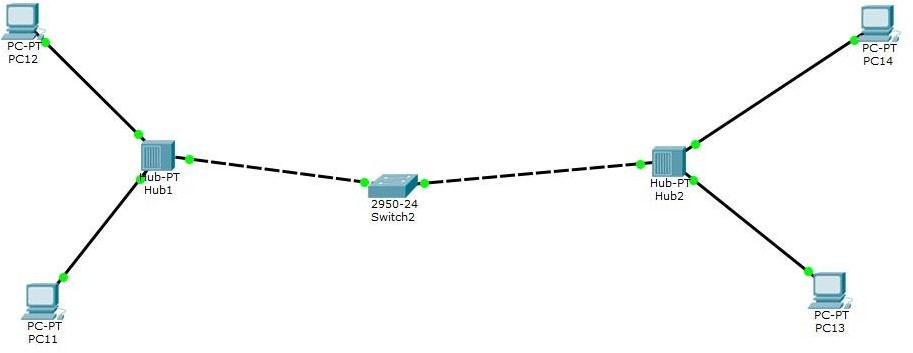 PC-PT
PC12
PC-PT
PC14
Hub-PT
Hub1
Hub-PT
Hub2
2950-24
Switch2
PC-PT
PC11
PC-PT
PC13